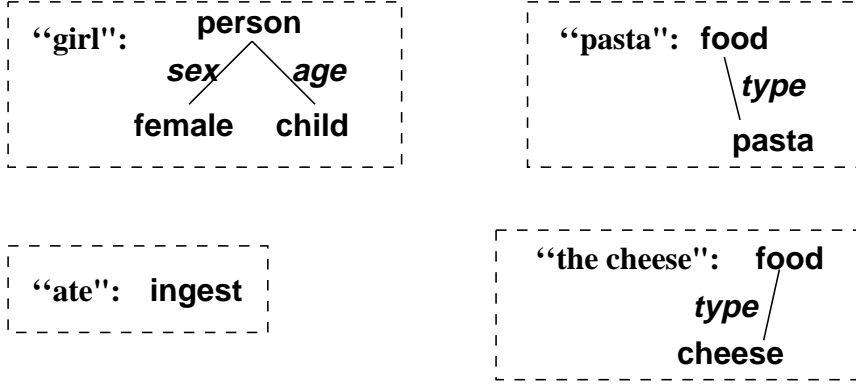 ‘‘girl": person
sex age
female child
‘‘pasta": food
type
pasta
‘‘ate": ingest
‘‘the cheese": food
type
cheese